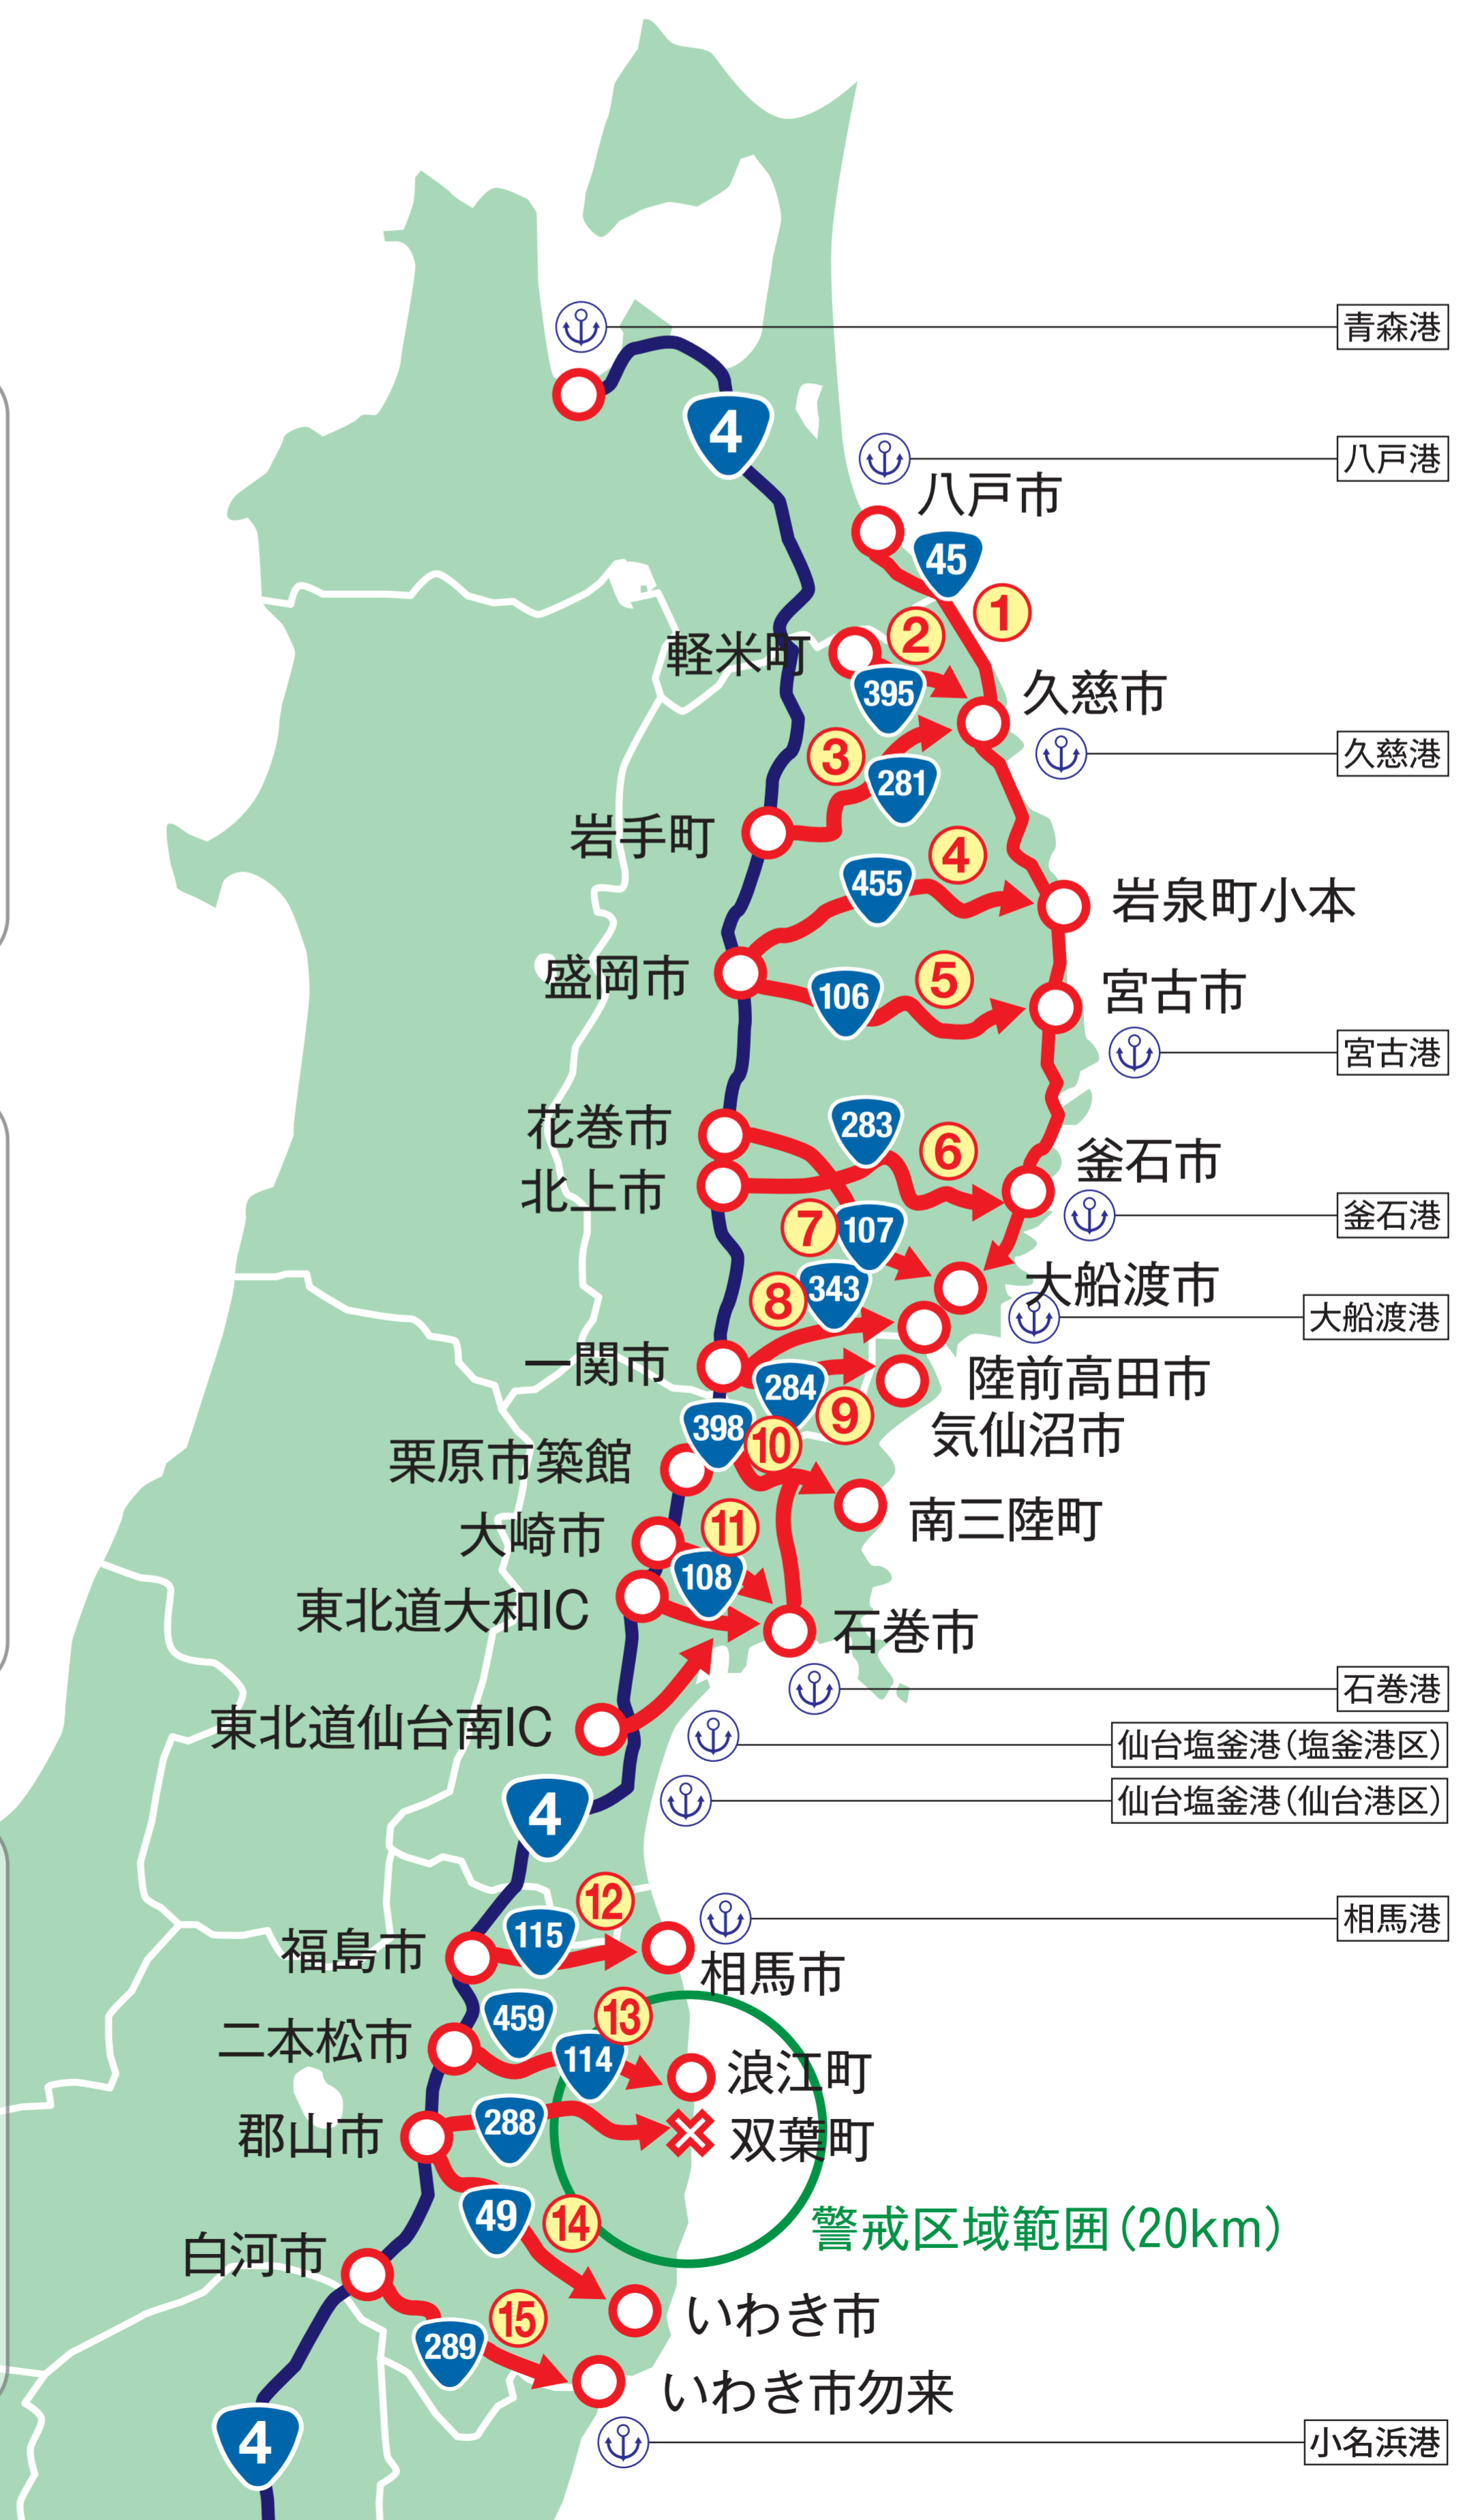 青森港
4
八戸港
八戸市
45
1
2
軽米町
395
久慈市
3
久慈港
281
岩手町
4
455
岩泉町小本
盛岡市
5
106
宮古市
宮古港
283
花巻市
6
釜石市
北上市
釜石港
7
107
大船渡市
8
343
大船渡港
一関市
陸前高田市
284
9
気仙沼市
398
10
栗原市築館
南三陸町
大崎市
11
108
東北道大和IC
石巻市
石巻港
東北道仙台南IC
仙台塩釜港(塩釜港区)
仙台塩釜港(仙台港区)
4
12
相馬港
115
福島市
相馬市
459
13
二本松市
114
浪江町
288
郡山市
双葉町
49
14
警戒区域範囲(20km)
白河市
いわき市
15
289
いわき市勿来
4
小名浜港